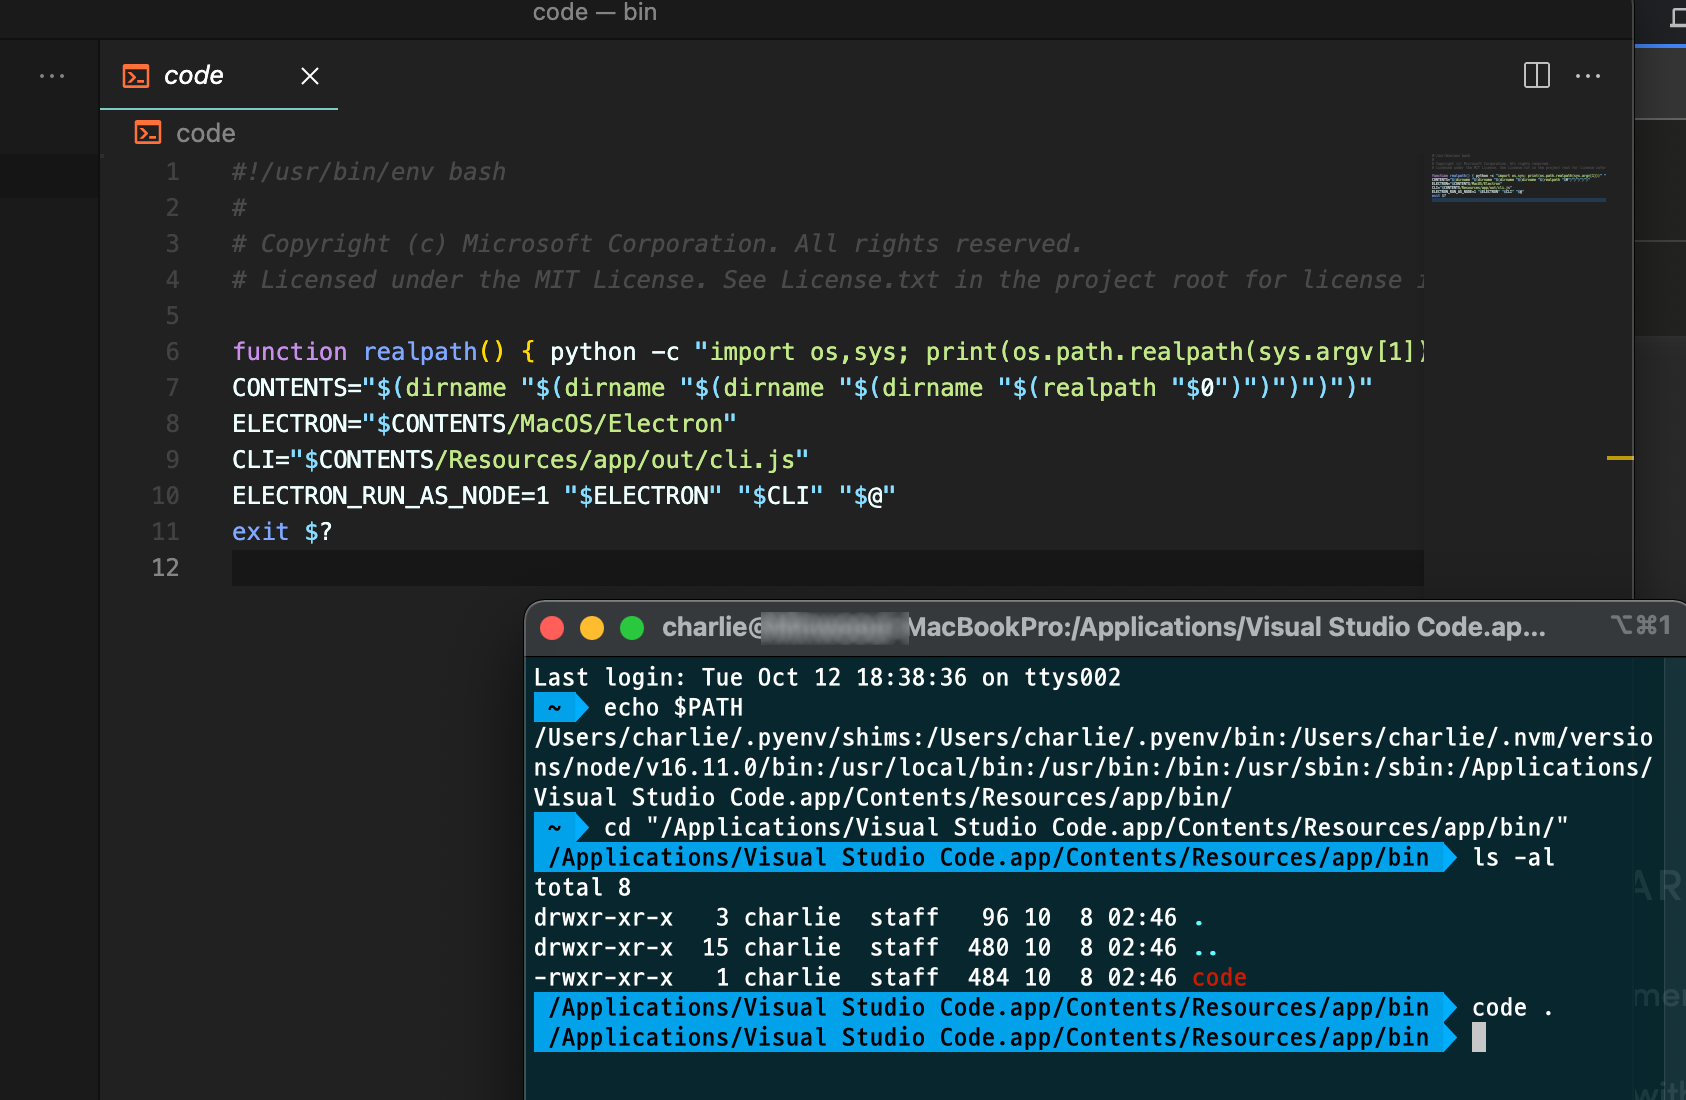 code — bin
code
code
1 #!/usr/bin/env bash
2 #
3 # Copyright (c) Microsoft Corporation. All rights reserved.
4 # Licensed under the MIT License. See License.txt in the project root for license
5
6 function realpath() { python -c "import os,sys; print(os.path.realpath(sys.argv[1])
7 CONTENTS="$(dirname "$(dirname "$(dirname "$(dirname "$(realpath "$0")")")")")"
8 ELECTRON="$CONTENTS/MacOS/Electron"
9 CLI="$CONTENTS/Resources/app/out/cli.js"
10 ELECTRON_RUN_AS_NODE=1 "$ELECTRON" "$CLI" "$@"
11 exit $?
12
charlie@ MacBookPro:/Applications/Visual Studio Code.ap... ⌥⌘1
Last login: Tue Oct 12 18:38:36 on ttys002
~ echo $PATH
/Users/charlie/.pyenv/shims:/Users/charlie/.pyenv/bin:/Users/charlie/.nvm/versio
ns/node/v16.11.0/bin:/usr/local/bin:/usr/bin:/bin:/usr/sbin:/sbin:/Applications/
Visual Studio Code.app/Contents/Resources/app/bin/
~ cd "/Applications/Visual Studio Code.app/Contents/Resources/app/bin/"
/Applications/Visual Studio Code.app/Contents/Resources/app/bin ls -al
total 8
drwxr-xr-x 3 charlie staff 96 10 8 02:46 .
drwxr-xr-x 15 charlie staff 480 10 8 02:46 ..
-rwxr-xr-x 1 charlie staff 484 10 8 02:46 code
/Applications/Visual Studio Code.app/Contents/Resources/app/bin code .
/Applications/Visual Studio Code.app/Contents/Resources/app/bin